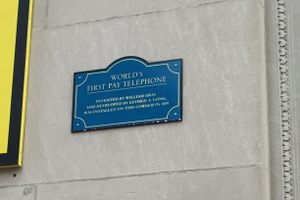 WORLD'S
FIRST PAY TELEPHONE
INVENTED BY WILLIAM GRAY
AND DEVELOPED BY GEORGE A. LONG,
WAS INSTALLED ON THIS CORNER IN 1889